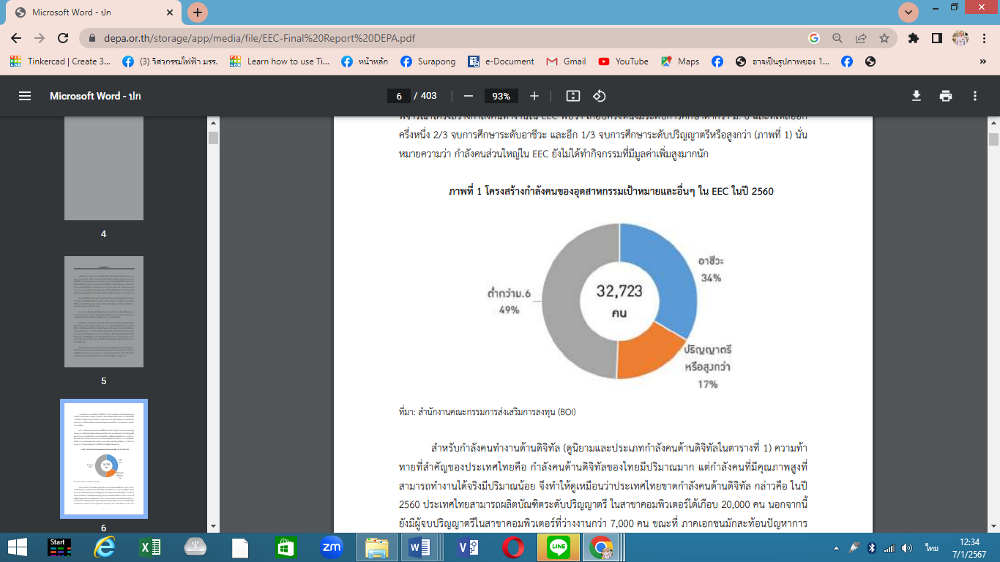 Microsoft Word - ปก
depa.or.th/storage/app/media/file/EEC-Final%20Report%20DEPA.pdf
Tinkercad | Create 3... (3) วิศวกรรมไฟฟ้า มรร. Learn how to use Ti... หน้าหลัก Surapong e-Document Gmail YouTube Maps อาจเป็นรูปภาพของ 1... »
Microsoft Word - ปก 6 / 403 93%
4
5
6
ครึ่งหนึ่ง 2/3 จบการศึกษาระดับอาชีวะ และอีก 1/3 จบการศึกษาระดับปริญญาตรีหรือสูงกว่า (ภาพที่ 1) นั่น
หมายความว่า กำลังคนส่วนใหญ่ใน EEC ยังไม่ได้ทำกิจกรรมที่มีมูลค่าเพิ่มสูงมากนัก
ภาพที่ 1 โครงสร้างกำลังคนของอุตสาหกรรมเป้าหมายและอื่นๆ ใน EEC ในปี 2560
อาชีวะ
34%
32,723
คน
ต่ำกว่าม.6
49%
ปริญญาตรี
หรือสูงกว่า
17%
ที่มา: สำนักงานคณะกรรมการส่งเสริมการลงทุน (BOI)
สำหรับกำลังคนทำงานด้านดิจิทัล (ดูนิยามและประเภทกำลังคนด้านดิจิทัลในตารางที่ 1) ความท้า
ทายที่สำคัญของประเทศไทยคือ กำลังคนด้านดิจิทัลของไทยมีปริมาณมาก แต่กำลังคนที่มีคุณภาพสูงที่
สามารถทำงานได้จริงมีปริมาณน้อย จึงทำให้ดูเหมือนว่าประเทศไทยขาดกำลังคนด้านดิจิทัล กล่าวคือ ในปี
2560 ประเทศไทยสามารถผลิตบัณฑิตระดับปริญญาตรี ในสาขาคอมพิวเตอร์ได้เกือบ 20,000 คน นอกจากนี้
ยังมีผู้จบปริญญาตรีในสาขาคอมพิวเตอร์ที่ว่างงานกว่า 7,000 คน ขณะที่ ภาคเอกชนมักสะท้อนปัญหาการ
Start zm LINE ไทย 12:34
7/1/2567